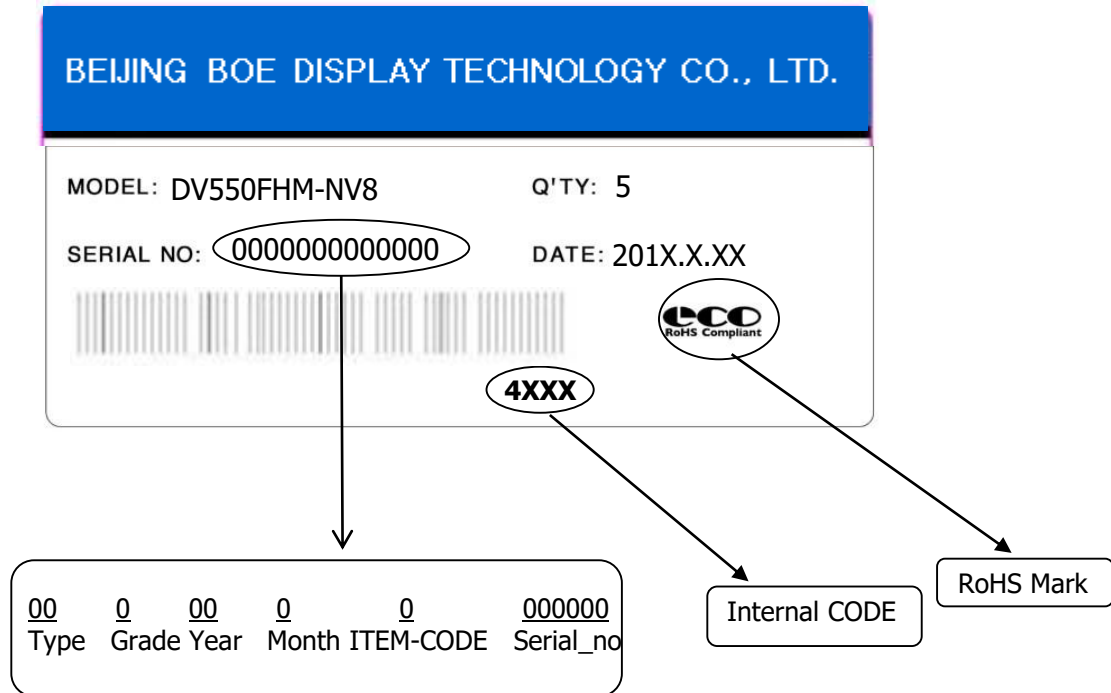 BEIJING BOE DISPLAY TECHNOLOGY CO., LTD.
MODEL: DV550FHM-NV8 Q'TY: 5
SERIAL NO: 0000000000000 DATE: 201X.X.XX
eco
RoHS Compliant
4XXX
RoHS Mark
Internal CODE
00 0 00 0 0 000000
Type Grade Year Month ITEM-CODE Serial_no